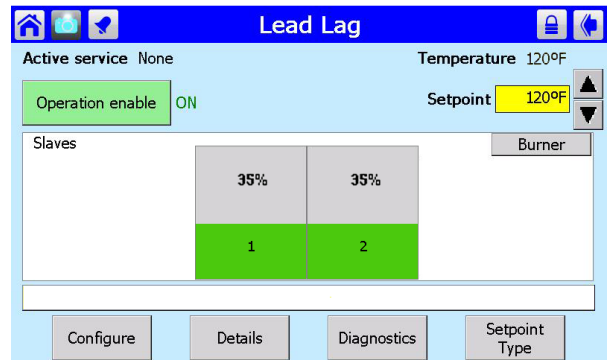 Lead Lag
Active service None
Temperature 120ºF
Operation enable ON
Setpoint 120ºF
Slaves
Burner
35% 35%
1 2
Configure Details Diagnostics Setpoint Type